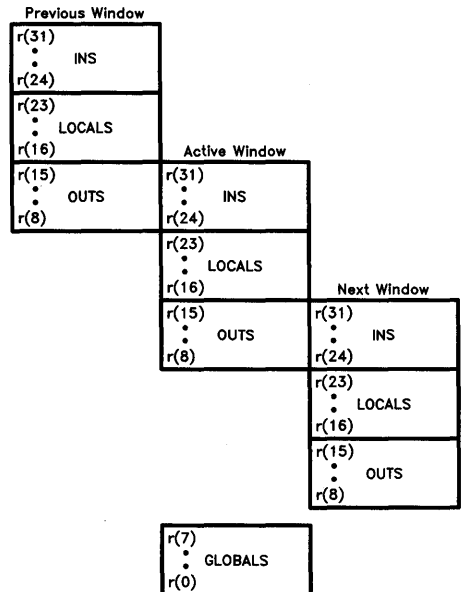 Previous Window
r(31)
INS
r(24)
r(23)
LOCALS
r(16)
r(15)
OUTS
r(8)
Active Window
r(31)
INS
r(24)
r(23)
LOCALS
r(16)
r(15)
OUTS
r(8)
Next Window
r(31)
INS
r(24)
r(23)
LOCALS
r(16)
r(15)
OUTS
r(8)
r(7)
GLOBALS
r(0)